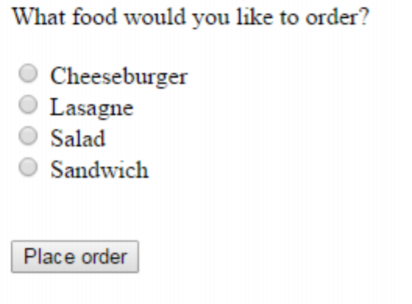 What food would you like to order?
Cheeseburger
Lasagne
Salad
Sandwich
Place order